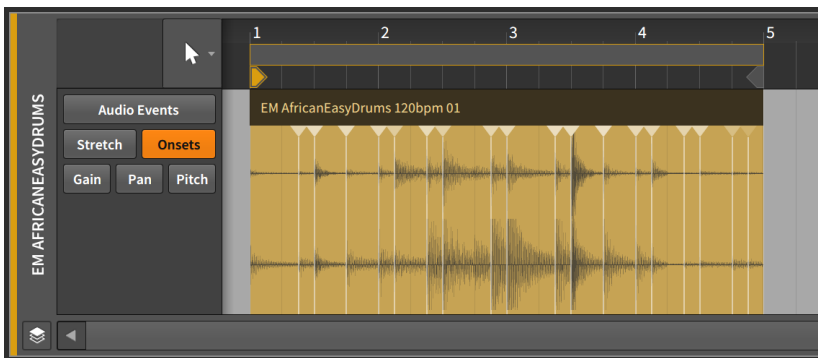 1 2 3 4 5
EM AFRICANEASYDRUMS
Audio Events
EM AfricanEasyDrums 120bpm 01
Stretch Onsets
Gain Pan Pitch